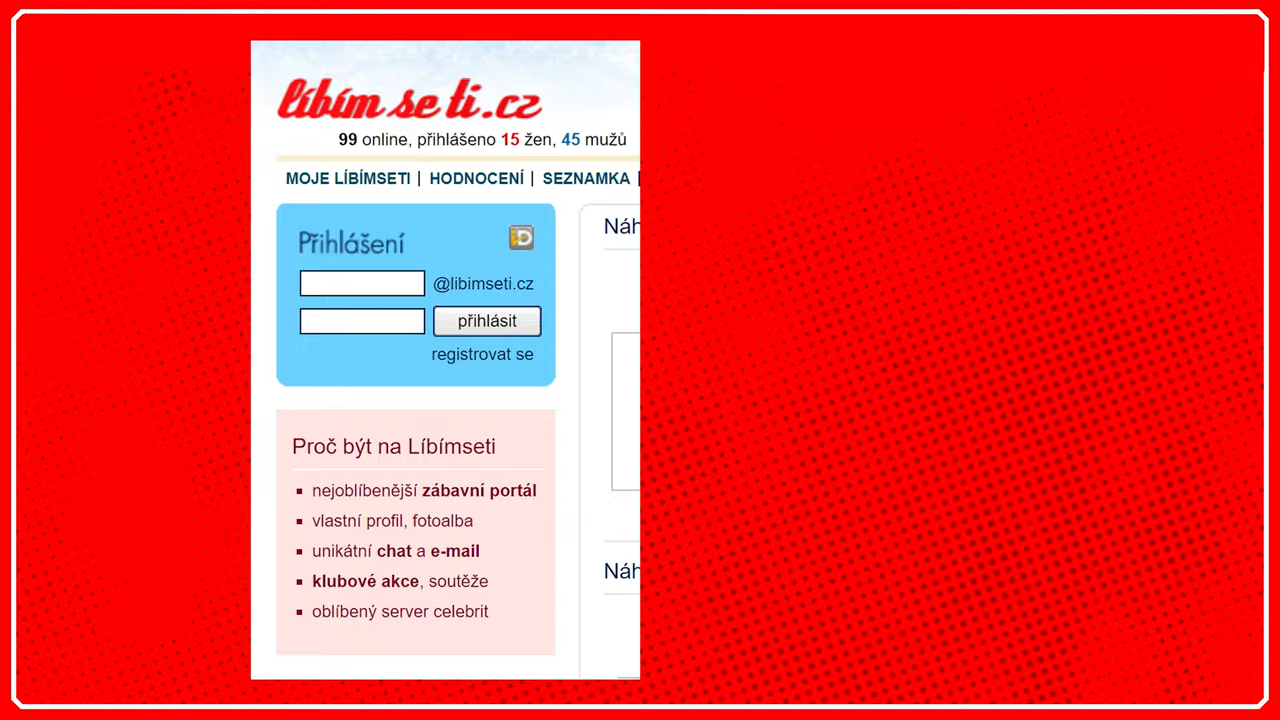 líbím se ti.cz
99 online, přihlášeno 15 žen, 45 mužů
MOJE LÍBÍMSETI | HODNOCENÍ | SEZNAMKA |
Přihlášení
@libimseti.cz
přihlásit
registrovat se
Proč být na Líbímseti
nejoblíbenější zábavní portál
vlastní profil, fotoalba
unikátní chat a e-mail
klubové akce, soutěže
oblíbený server celebrit
Náh
Náh